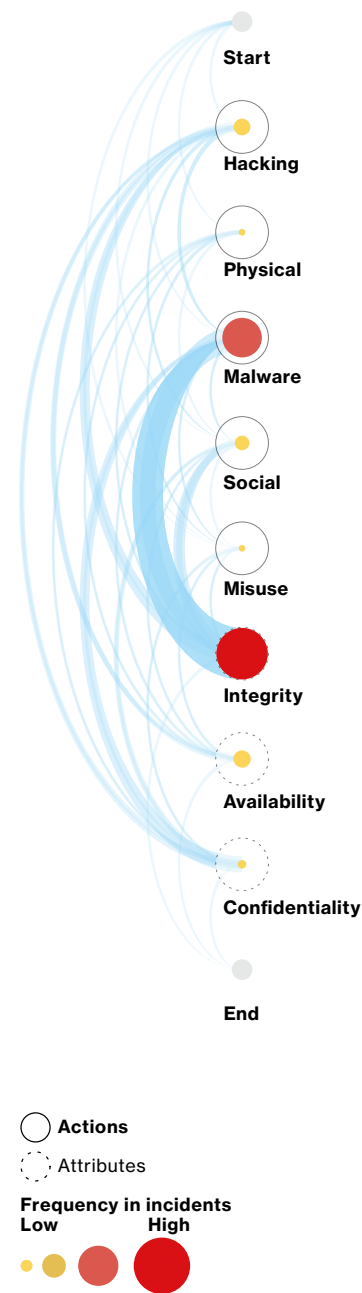 Start
Hacking
Physical
Malware
Social
Misuse
Integrity
Availability
Confidentiality
End
Actions
Attributes
Frequency in incidents
Low High